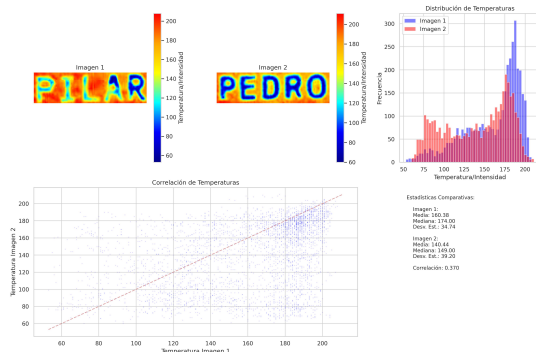 Imagen 1
PILAR
200
180
160
140
120
100
80
60
Temperatura/Intensidad
Imagen 2
PEDRO
200
180
160
140
120
100
80
60
Temperatura/Intensidad
Distribución de Temperaturas
Imagen 1
Imagen 2
Frecuencia
300
250
200
150
100
50
0
50 75 100 125 150 175 200
Temperatura/Intensidad
Correlación de Temperaturas
Temperatura Imagen 2
200
180
160
140
120
100
80
60
60 80 100 120 140 160 180 200
Temperatura Imagen 1
Estadísticas Comparativas:
Imagen 1:
Media: 160.38
Mediana: 174.00
Desv. Est.: 34.74
Imagen 2:
Media: 140.44
Mediana: 149.00
Desv. Est.: 39.20
Correlación: 0.370